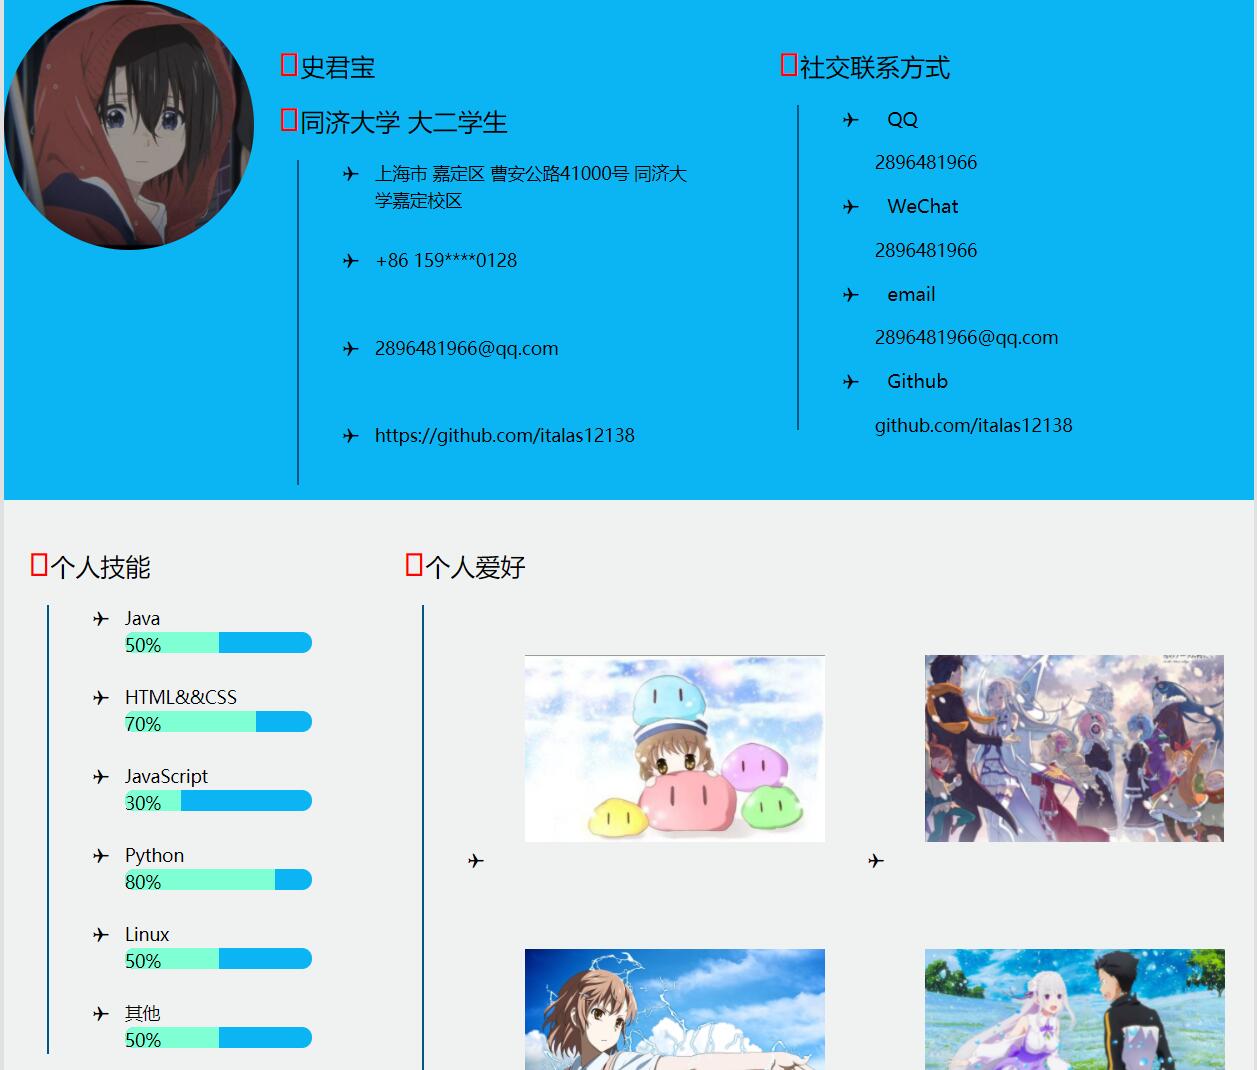 史君宝
同济大学 大二学生
上海市 嘉定区 曹安公路41000号 同济大
学嘉定校区
+86 159****0128
2896481966@qq.com
https://github.com/italas12138
社交联系方式
QQ
2896481966
WeChat
2896481966
email
2896481966@qq.com
Github
github.com/italas12138
个人技能
Java
50%
HTML&&CSS
70%
JavaScript
30%
Python
80%
Linux
50%
其他
50%
个人爱好